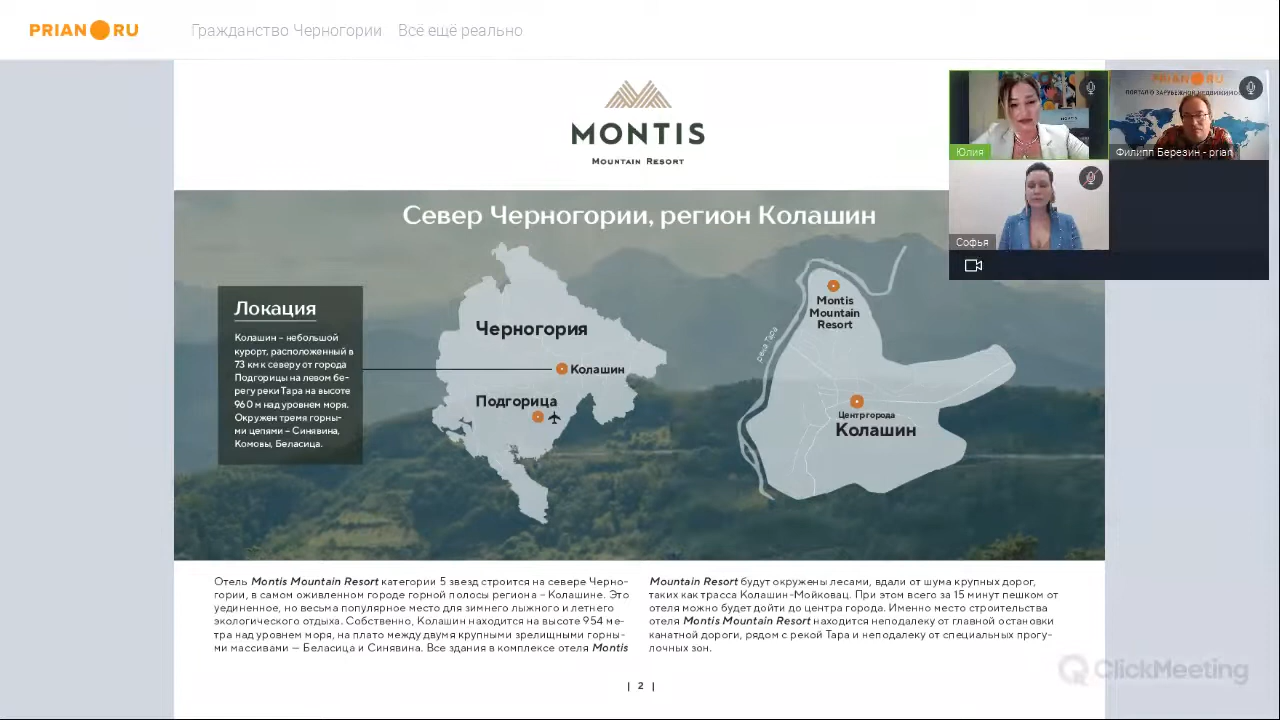 PRIAN RU
Гражданство Черногории Всё ещё реально
MONTIS
MOUNTAIN RESORT
Север Черногории, регион Колашин
Локация
Колашин – небольшой
курорт, расположенный в
73 км к северу от города
Подгорицы на левом бе-
регу реки Тара на высоте
960 м над уровнем моря.
Окружен тремя горны-
ми цепями – Синявина,
Комовы, Беласица.
Черногория
Колашин
Подгорица
река Тара
Montis
Mountain
Resort
Центр города
Колашин
PRIAN RU
Юлия
Филипп Березин - prian
Софья
Отель Montis Mountain Resort категории 5 звезд строится на севере Черно-
гории, в самом оживленном городе горной полосы региона – Колашине. Это
уединенное, но весьма популярное место для зимнего лыжного и летнего
экологического отдыха. Собственно, Колашин находится на высоте 954 ме-
тра над уровнем моря, на плато между двумя крупными зрелищными горны-
ми массивами — Беласица и Синявина. Все здания в комплексе отеля Montis
Mountain Resort будут окружены лесами, вдали от шума крупных дорог,
таких как трасса Колашин-Мойковац. При этом всего за 15 минут пешком от
отеля можно будет дойти до центра города. Именно место строительства
отеля Montis Mountain Resort находится неподалеку от главной остановки
канатной дороги, рядом с рекой Тара и неподалеку от специальных прогу-
лочных зон.
| 2 |
ClickMeeting